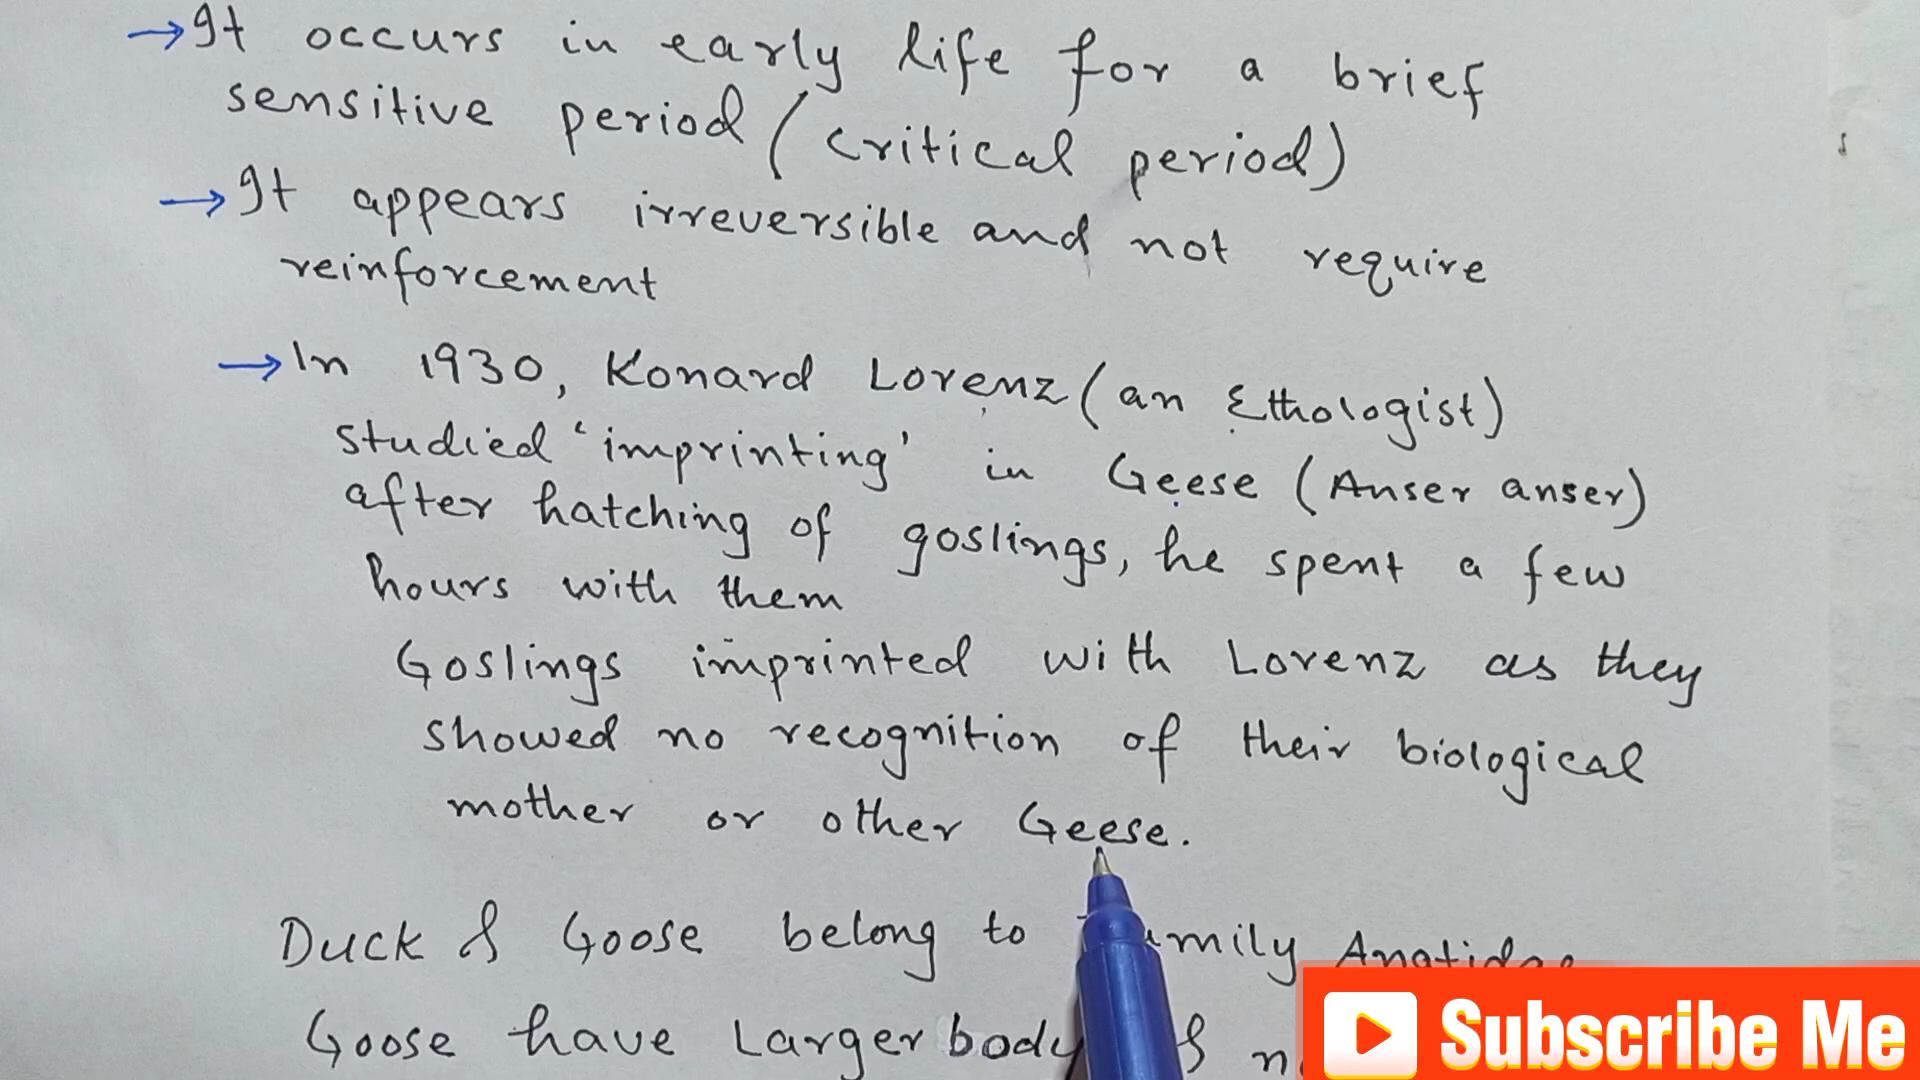 →It occurs in early life for a brief
sensitive period (critical period)
→It appears irreversible and not require
reinforcement
→In 1930, Konard Lorenz (an Ethologist)
studied 'imprinting' in Geese (Anser anser)
after hatching of goslings, he spent a few
hours with them
Goslings imprinted with Lorenz as they
showed no recognition of their biological
mother or other Geese.
Duck & Goose belong to family Anatidae
Goose have Larger body &
Subscribe Me